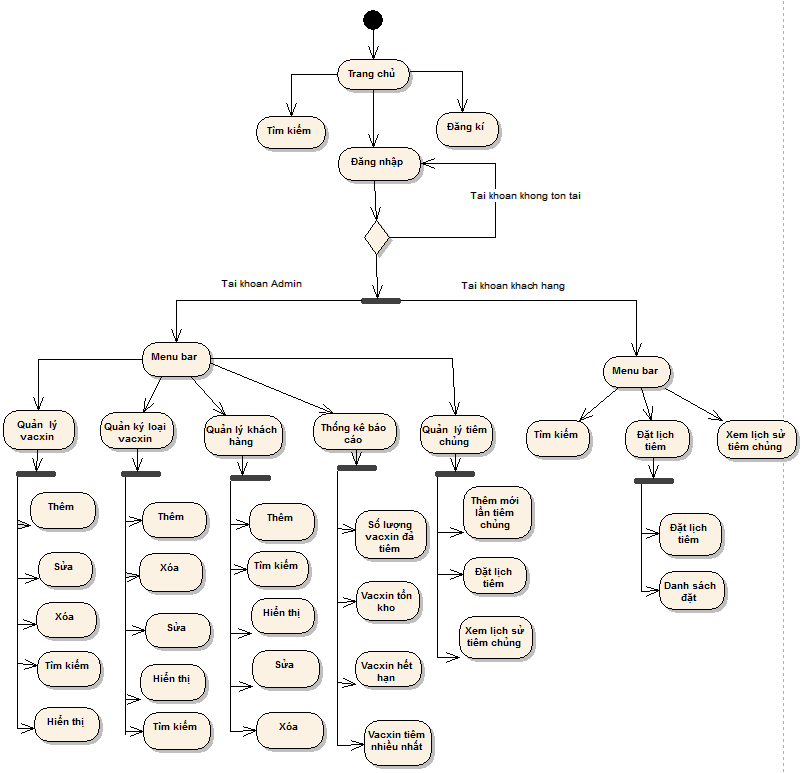 Trang chủ
Tìm kiếm
Đăng kí
Đăng nhập
Tai khoan khong ton tai
Tai khoan Admin
Tai khoan khach hang
Menu bar
Menu bar
Quản lý
vacxin
Quản ký loại
vacxin
Quản lý khách
hàng
Thống kê báo
cáo
Quản lý tiêm
chủng
Tìm kiếm
Đặt lịch
tiêm
Xem lịch sử
tiêm chủng
Thêm
Sửa
Xóa
Tìm kiếm
Hiển thị
Thêm
Xóa
Sửa
Hiển thị
Tìm kiếm
Thêm
Tìm kiếm
Hiển thị
Sửa
Xóa
Số lượng
vacxin đã
tiêm
Vacxin tồn
kho
Vacxin hết
hạn
Vacxin tiêm
nhiều nhất
Thêm mới
lần tiêm
chủng
Đặt lịch
tiêm
Xem lịch sử
tiêm chủng
Đặt lịch
tiêm
Danh sách
đặt